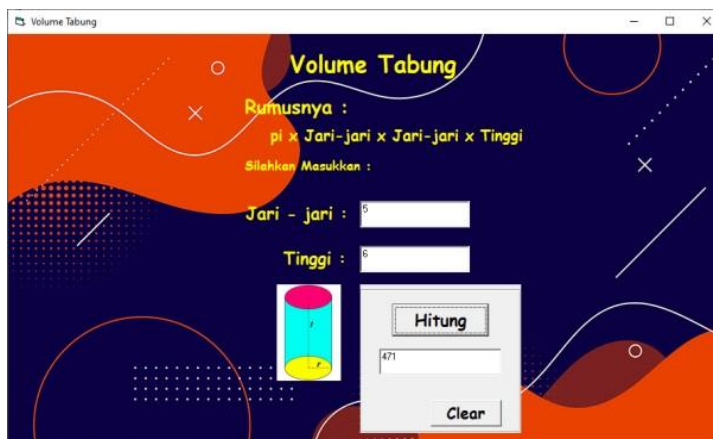 Volume Tabung
Volume Tabung
Rumusnya :
pi x Jari-jari x Jari-jari x Tinggi
Silahkan Masukkan :
Jari - jari : 5
Tinggi : 6
t
r
Hitung
471
Clear